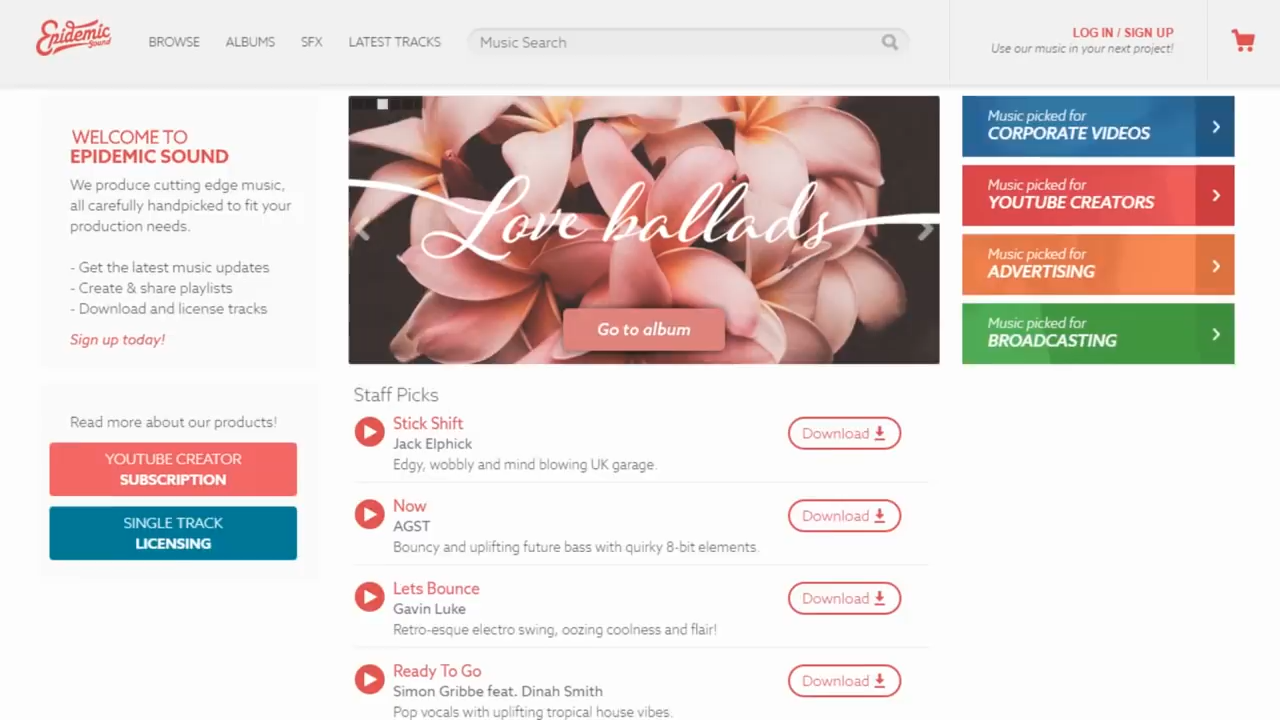 Epidemic
Sound
BROWSE
ALBUMS
SFX
LATEST TRACKS
Music Search
LOG IN / SIGN UP
Use our music in your next project!
WELCOME TO
EPIDEMIC SOUND
We produce cutting edge music,
all carefully handpicked to fit your
production needs.
- Get the latest music updates
- Create & share playlists
- Download and license tracks
Sign up today!
Read more about our products!
YOUTUBE CREATOR
SUBSCRIPTION
SINGLE TRACK
LICENSING
Love ballads
Go to album
Staff Picks
Stick Shift
Jack Elphick
Edgy, wobbly and mind blowing UK garage.
Download
Now
AGST
Bouncy and uplifting future bass with quirky 8-bit elements.
Download
Lets Bounce
Gavin Luke
Retro-esque electro swing, oozing coolness and flair!
Download
Ready To Go
Simon Gribbe feat. Dinah Smith
Pop vocals with uplifting tropical house vibes.
Download
Music picked for
CORPORATE VIDEOS
Music picked for
YOUTUBE CREATORS
Music picked for
ADVERTISING
Music picked for
BROADCASTING